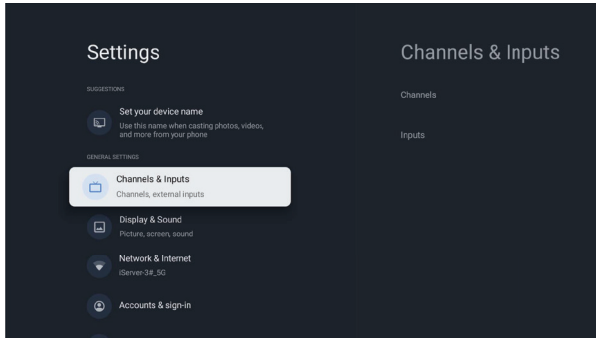 Settings
SUGGESTIONS
Set your device name
Use this name when casting photos, videos,
and more from your phone
GENERAL SETTINGS
Channels & Inputs
Channels, external inputs
Display & Sound
Picture, screen, sound
Network & Internet
iServer-3#_5G
Accounts & sign-in
Channels & Inputs
Channels
Inputs